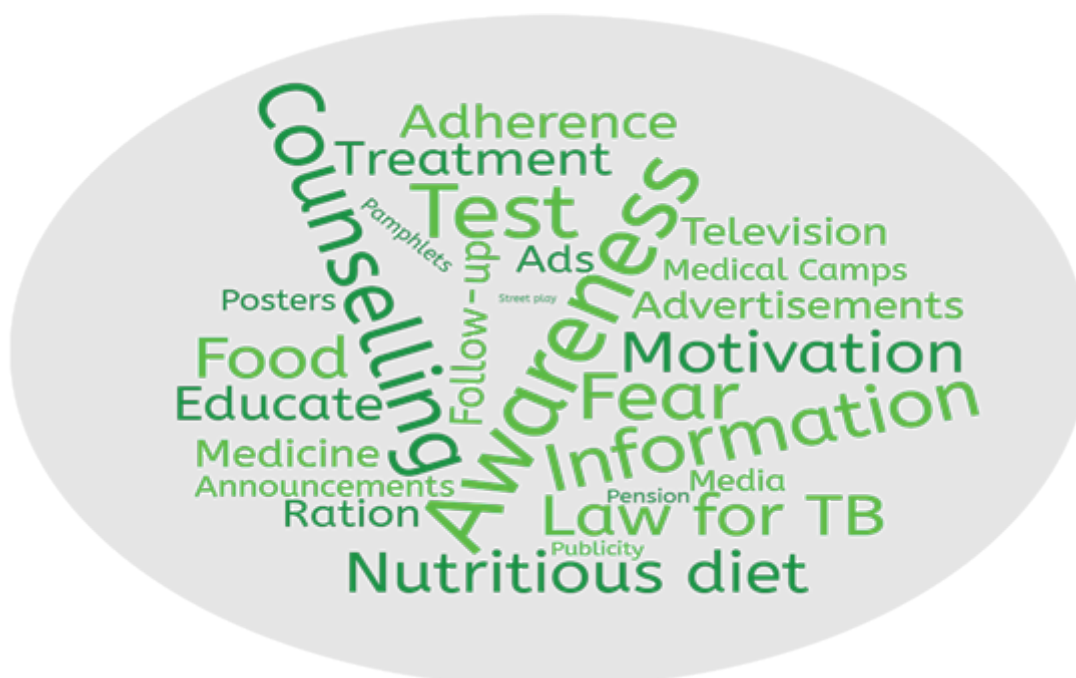 Counselling
Adherence
Treatment
Test
Awareness
Pamphlets
Follow-up
Ads
Television
Medical Camps
Street play
Posters
Advertisements
Food
Motivation
Educate
Fear
Information
Medicine
Announcements
Media
Pension
Ration
Law for TB
Publicity
Nutritious diet